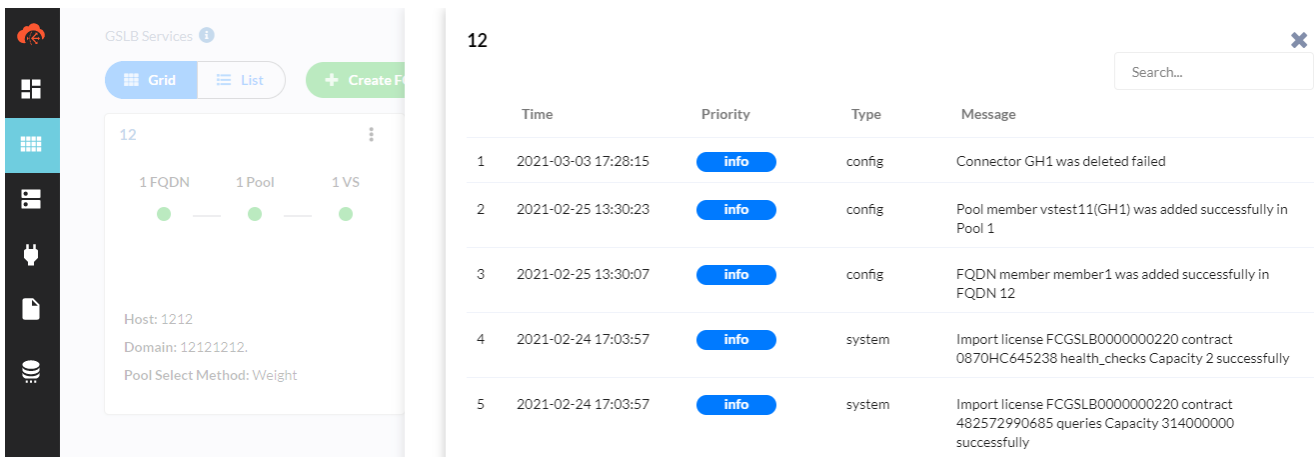 GSLB Services
Grid
List
Create F
12
1 FQDN
1 Pool
1 VS
Host: 1212
Domain: 12121212.
Pool Select Method: Weight
12
Search...
Time Priority Type Message
1 2021-03-03 17:28:15 info config Connector GH1 was deleted failed
2 2021-02-25 13:30:23 info config Pool member vstest11(GH1) was added successfully in
Pool 1
3 2021-02-25 13:30:07 info config FQDN member member1 was added successfully in
FQDN 12
4 2021-02-24 17:03:57 info system Import license FCGSLB0000000220 contract
0870HC645238 health_checks Capacity 2 successfully
5 2021-02-24 17:03:57 info system Import license FCGSLB0000000220 contract
482572990685 queries Capacity 314000000
successfully